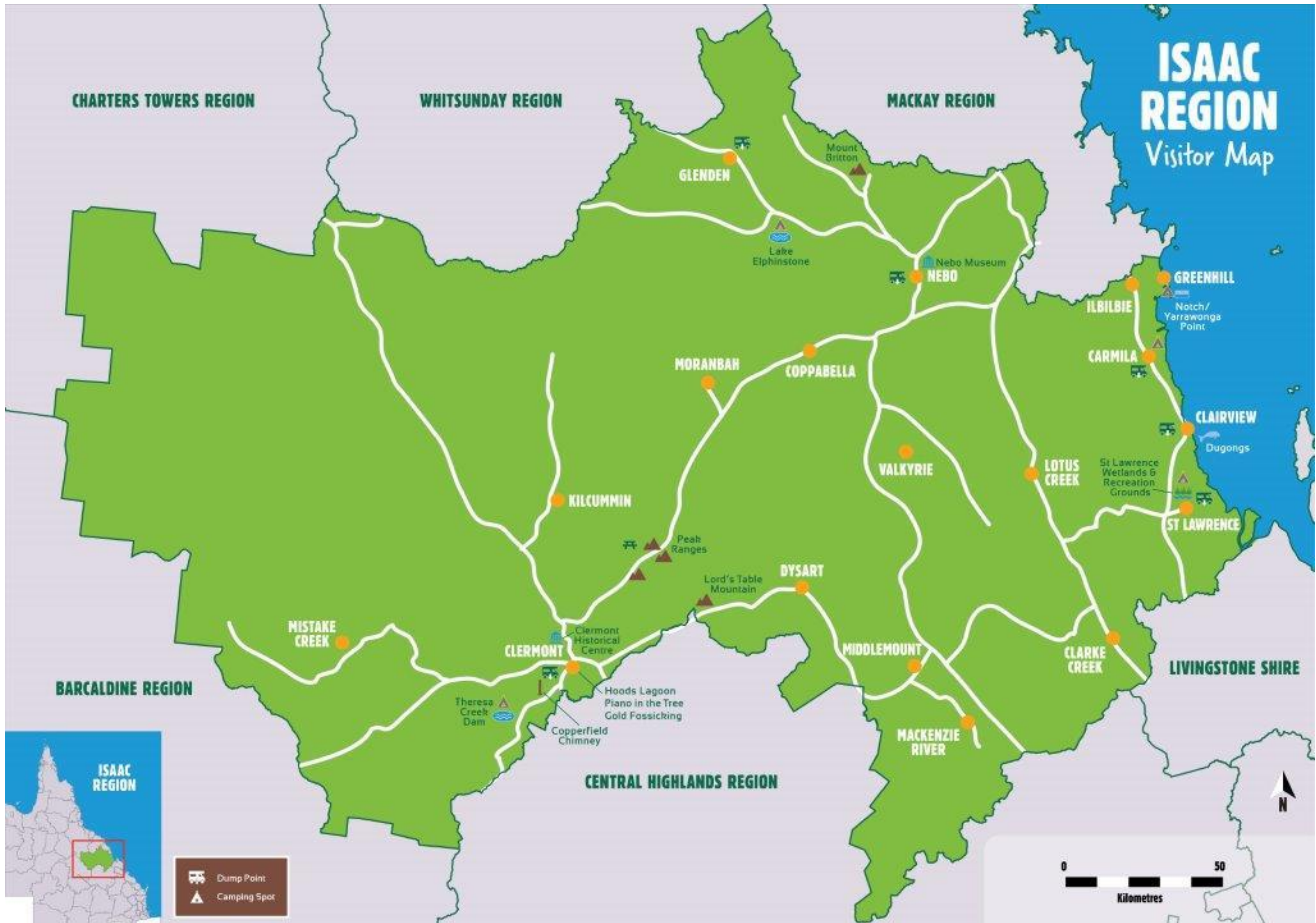 ISAAC
REGION
Visitor Map
CHARTERS TOWERS REGION
WHITSUNDAY REGION
MACKAY REGION
Mount
Britton
GLENDEN
Lake
Elphinstone
Nebo Museum
NEBO
GREENHILL
ILBILBIE
Notch/
Yarrawonga
Point
MORANBAH
COPPABELLA
CARMILA
CLAIRVIEW
Dugongs
VALKYRIE
LOTUS
CREEK
St Lawrence
Wetlands &
Recreation
Grounds
ST LAWRENCE
KILCUMMIN
Peak
Ranges
DYSART
Lord's Table
Mountain
MISTAKE
CREEK
Clermont
Historical
Centre
CLERMONT
MIDDLEMOUNT
CLARKE
CREEK
LIVINGSTONE SHIRE
BARCALDINE REGION
Theresa
Creek
Dam
Hoods Lagoon
Piano in the Tree
Gold Fossicking
Copperfield
Chimney
MACKENZIE
RIVER
CENTRAL HIGHLANDS REGION
ISAAC
REGION
N
Dump Point
Camping Spot
0
50
Kilometres